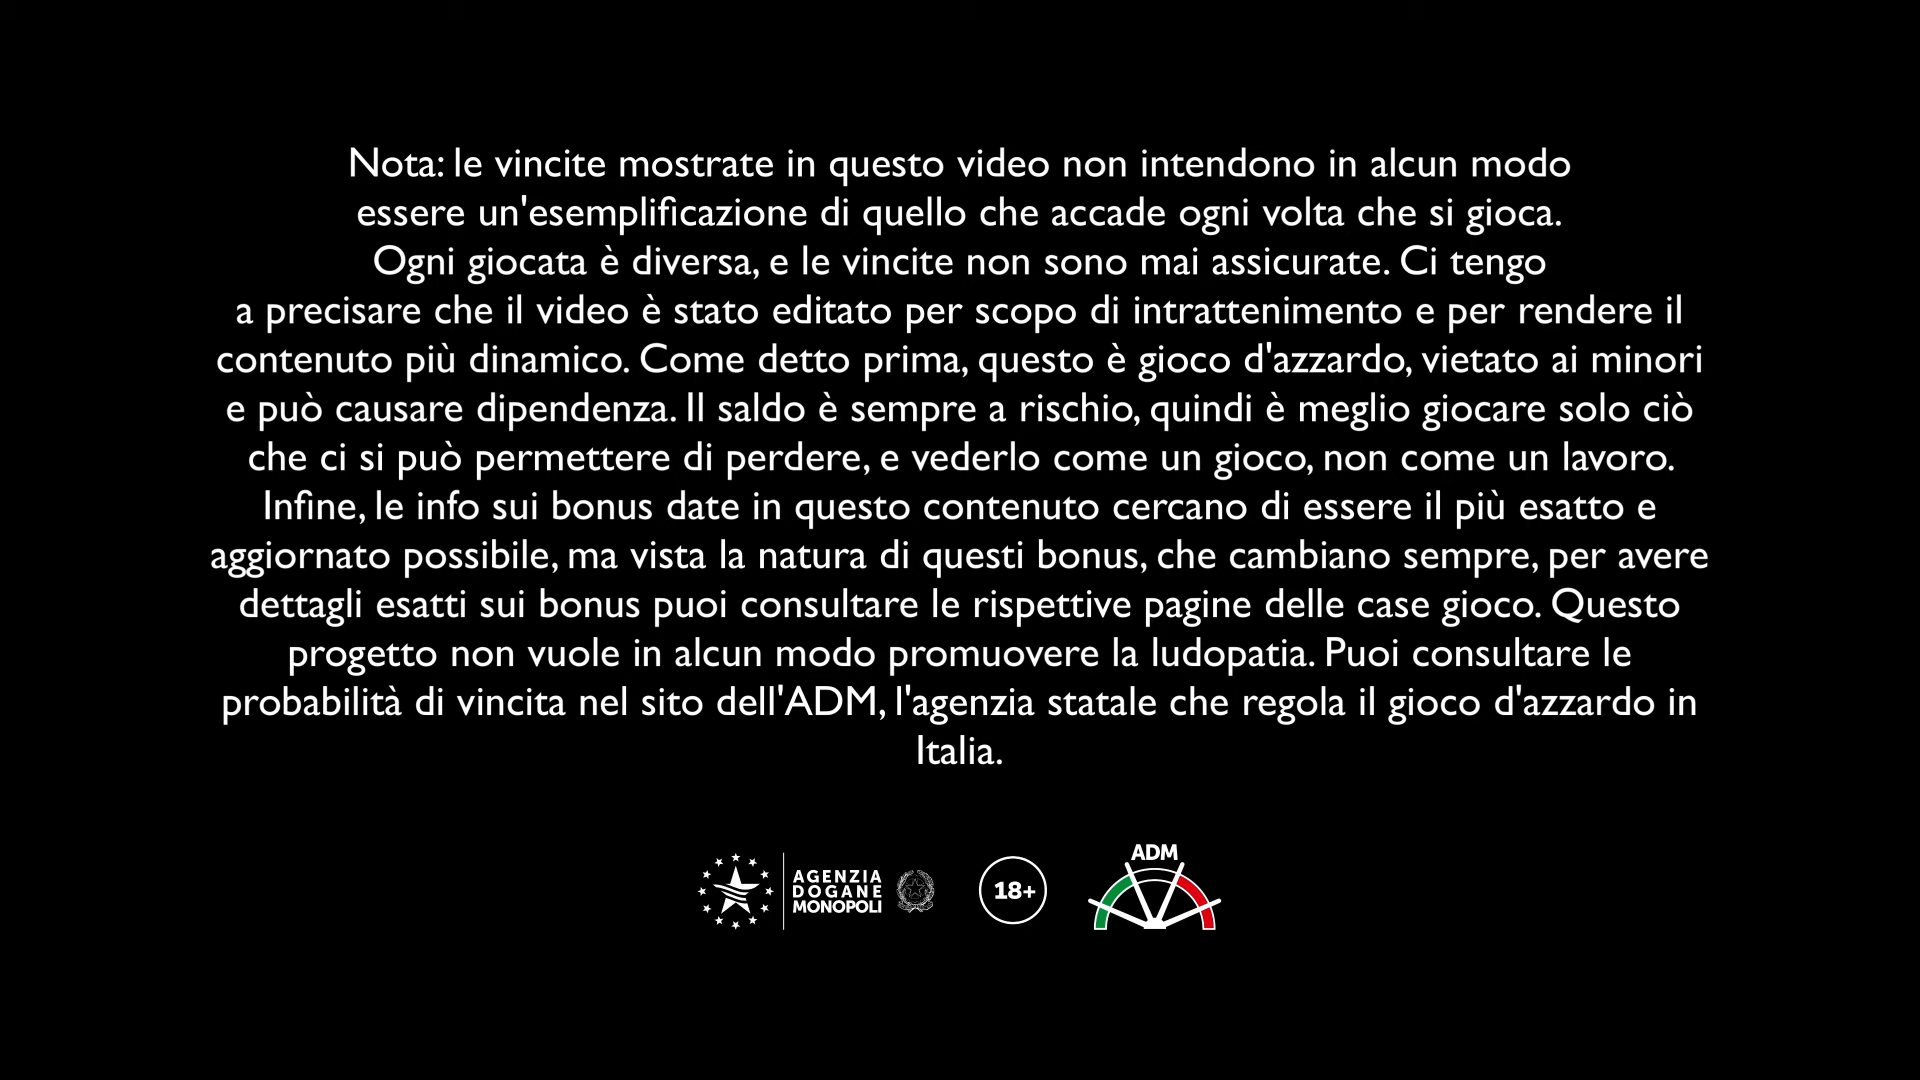 Nota: le vincite mostrate in questo video non intendono in alcun modo
essere un'esemplificazione di quello che accade ogni volta che si gioca.
Ogni giocata è diversa, e le vincite non sono mai assicurate. Ci tengo
a precisare che il video è stato editato per scopo di intrattenimento e per rendere il
contenuto più dinamico. Come detto prima, questo è gioco d'azzardo, vietato ai minori
e può causare dipendenza. Il saldo è sempre a rischio, quindi è meglio giocare solo ciò
che ci si può permettere di perdere, e vederlo come un gioco, non come un lavoro.
Infine, le info sui bonus date in questo contenuto cercano di essere il più esatto e
aggiornato possibile, ma vista la natura di questi bonus, che cambiano sempre, per avere
dettagli esatti sui bonus puoi consultare le rispettive pagine delle case gioco. Questo
progetto non vuole in alcun modo promuovere la ludopatia. Puoi consultare le
probabilità di vincita nel sito dell'ADM, l'agenzia statale che regola il gioco d'azzardo in
Italia.
AGENZIA
DOGANE
MONOPOLI
18+
ADM